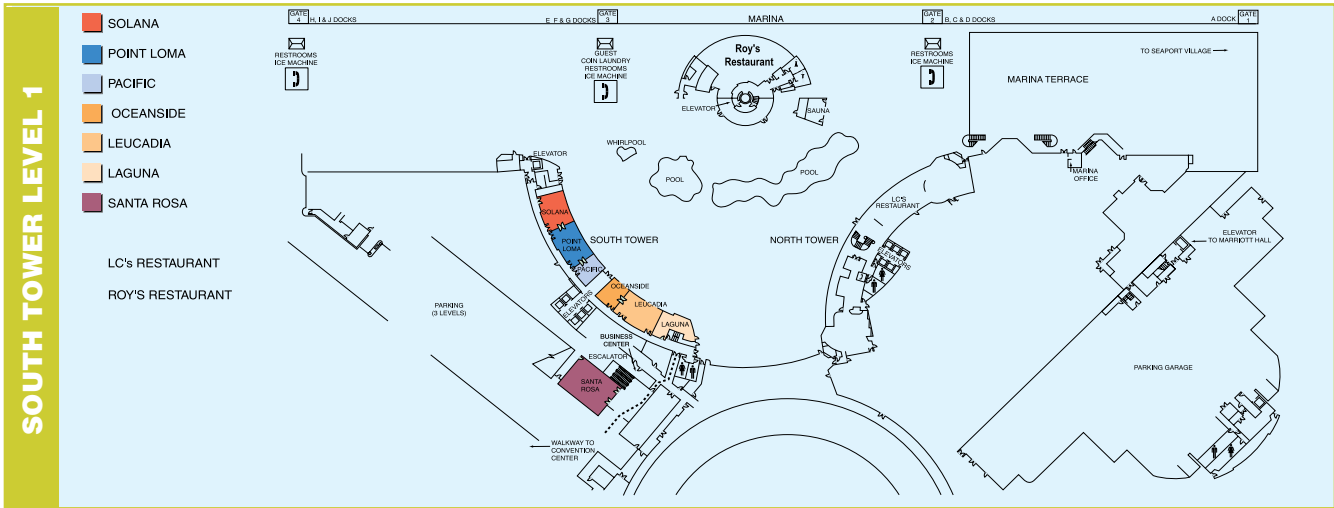 SOUTH TOWER LEVEL 1
SOLANA
POINT LOMA
PACIFIC
OCEANSIDE
LEUCADIA
LAGUNA
SANTA ROSA
LC's RESTAURANT
ROY'S RESTAURANT
GATE
4
H, I & J DOCKS
E, F & G DOCKS
GATE
3
MARINA
GATE
2
B, C & D DOCKS
A DOCK
GATE
1
RESTROOMS
ICE MACHINE
GUEST
COIN LAUNDRY
RESTROOMS
ICE MACHINE
Roy's
Restaurant
ELEVATOR
SAUNA
RESTROOMS
ICE MACHINE
TO SEAPORT VILLAGE
MARINA TERRACE
WHIRLPOOL
POOL
POOL
ELEVATOR
SOLANA
POINT
LOMA
PACIFIC
SOUTH TOWER
OCEANSIDE
LEUCADIA
LAGUNA
ELEVATORS
BUSINESS
CENTER
ESCALATOR
SANTA
ROSA
PARKING
(3 LEVELS)
WALKWAY TO
CONVENTION
CENTER
NORTH TOWER
LC'S
RESTAURANT
ELEVATORS
MARINA
OFFICE
ELEVATOR
TO MARRIOTT HALL
PARKING GARAGE